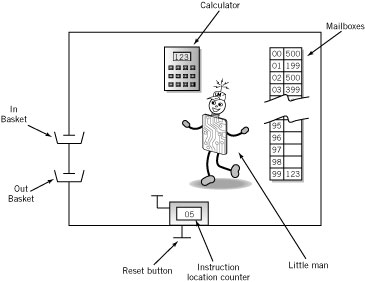 Calculator
Mailboxes
123
00 500
01 199
02 500
03 399
95
96
97
98
99 123
In
Basket
Out
Basket
05
Reset button
Instruction
location counter
Little man